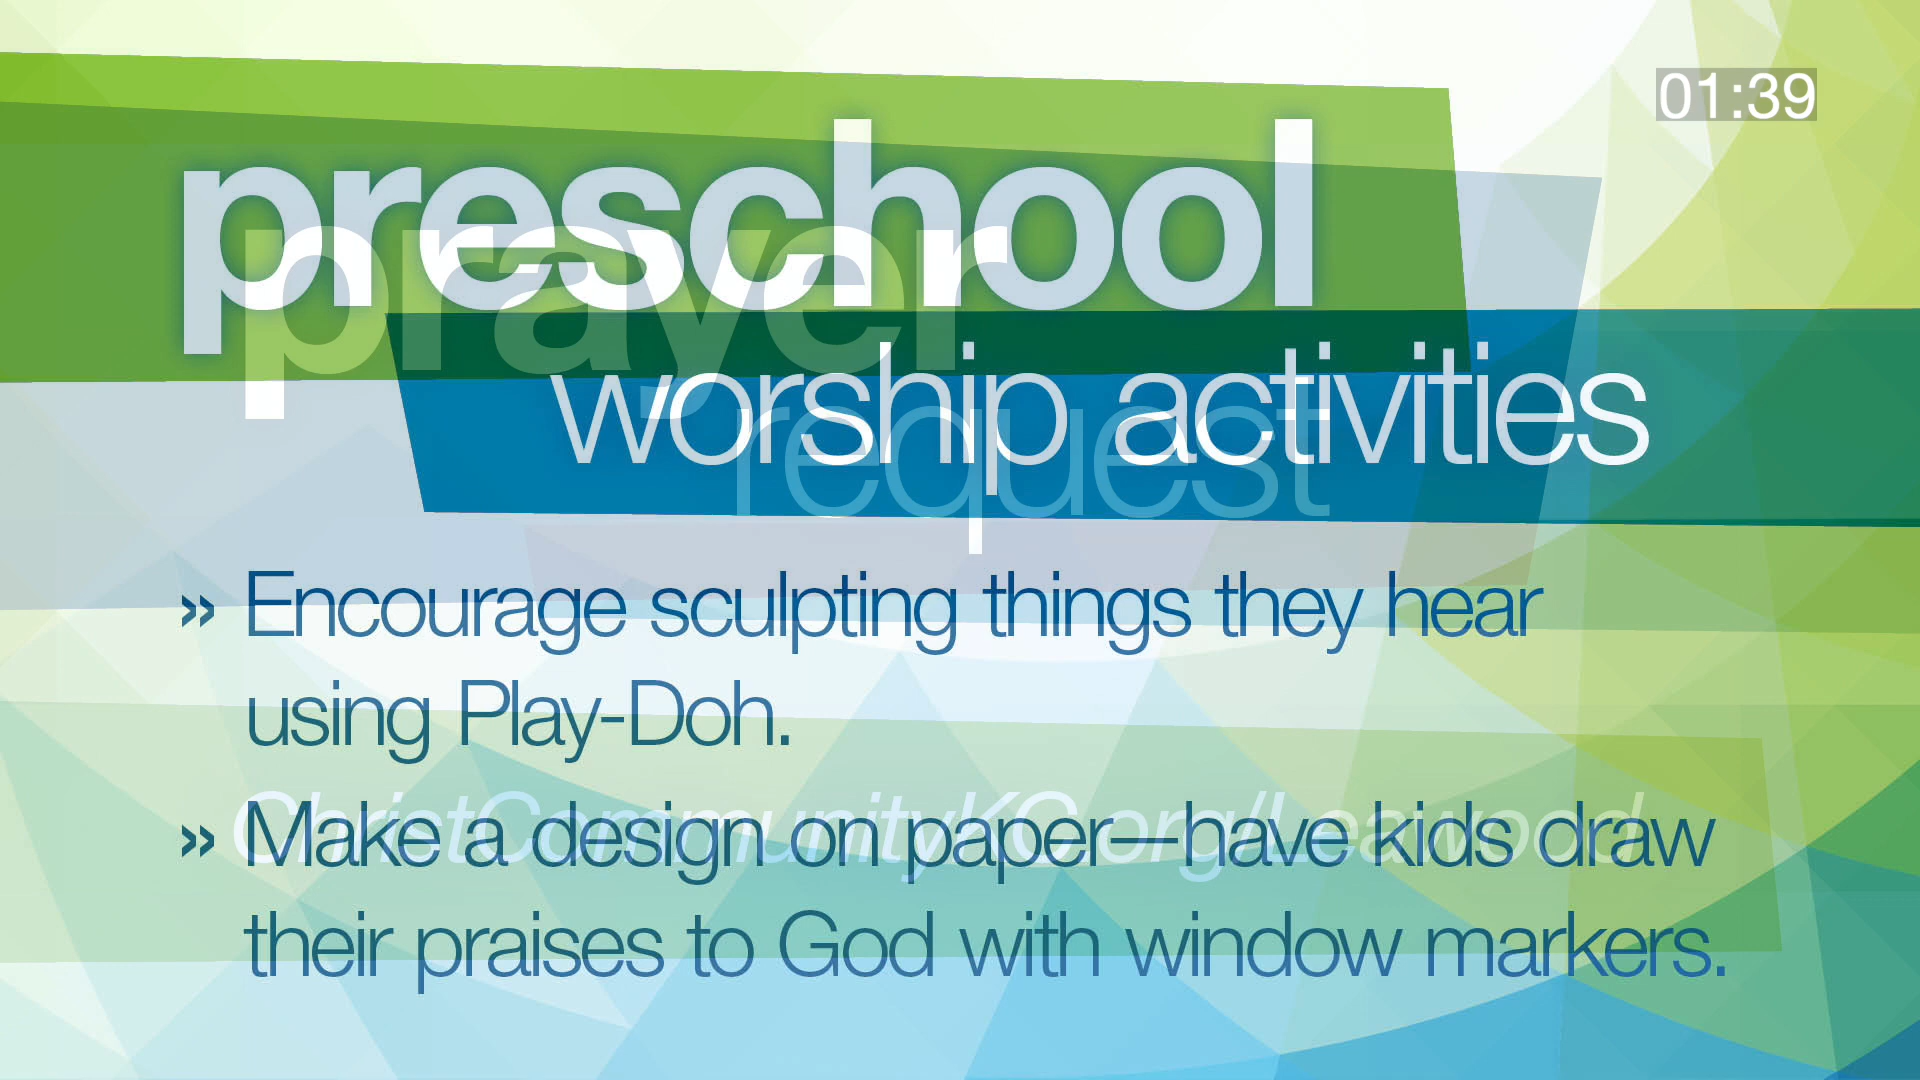 01:39
preschool
prayer
worship activities
request
» Encourage sculpting things they hear
using Play-Doh.
ChristCommunityKC.org/Leawood
» Make a design on paper—have kids draw
their praises to God with window markers.